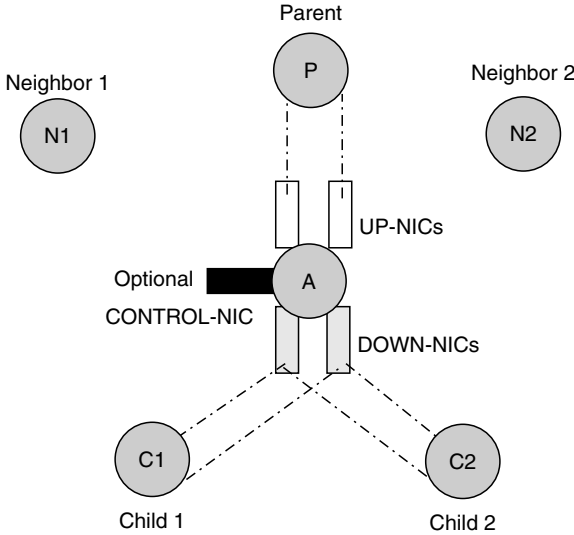 Parent
P
Neighbor 1
Neighbor 2
N1
N2
UP-NICs
Optional
A
CONTROL-NIC
DOWN-NICs
C1
C2
Child 1
Child 2